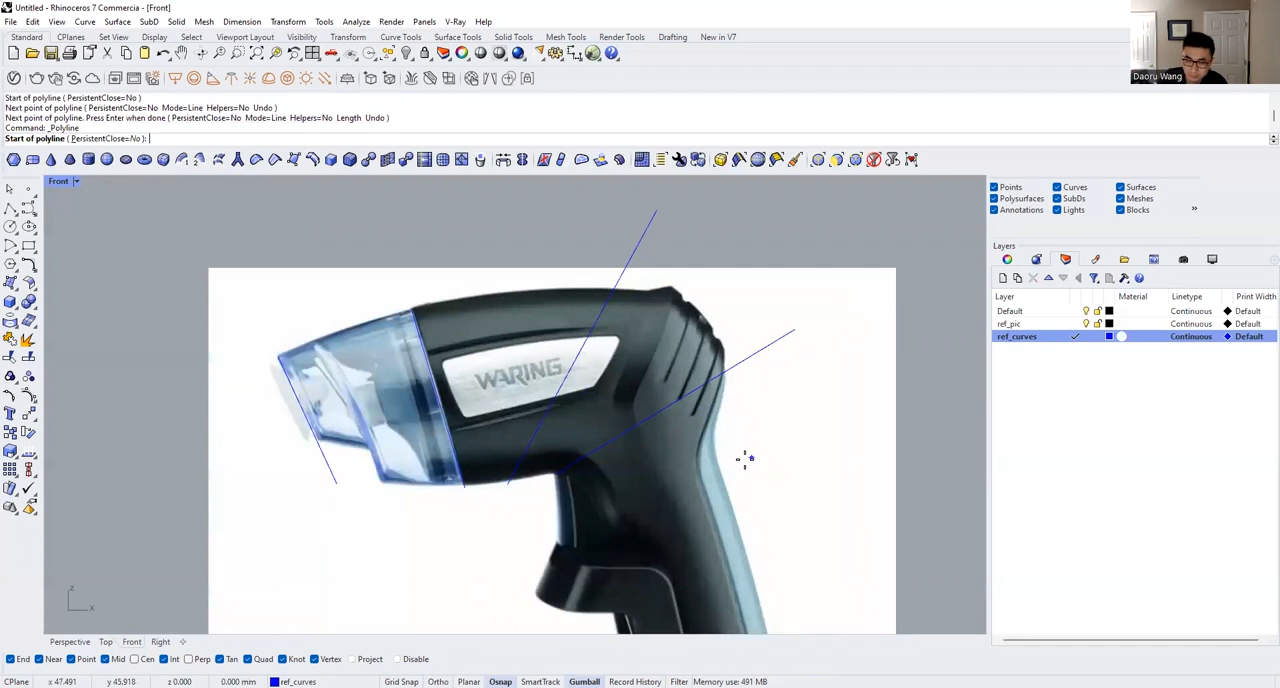 Untitled - Rhinoceros 7 Commercia - [Front]
File Edit View Curve Surface SubD Solid Mesh Dimension Transform Tools Analyze Render Panels V-Ray Help
Standard CPlanes Set View Display Select Viewport Layout Visibility Transform Curve Tools Surface Tools Solid Tools Mesh Tools Render Tools Drafting New in V7
Daoru Wang
Start of polyline ( PersistentClose=No )
Next point of polyline ( PersistentClose=No Mode=Line Helpers=No Undo )
Next point of polyline. Press Enter when done ( PersistentClose=No Mode=Line Helpers=No Length Undo )
Command: _Polyline
Start of polyline ( PersistentClose=No ):
Front
Points Curves Surfaces
Polysurfaces SubDs Meshes
Annotations Lights Blocks
»
Layers
Layer Material Linetype Print Width
Default Continuous Default
ref_pic Continuous Default
ref_curves Continuous Default
WARING
z
x
Perspective Top Front Right
End Near Point Mid Cen Int Perp Tan Quad Knot Vertex Project Disable
CPlane x 47.491 y 45.918 z 0.000 0.000 mm ref_curves Grid Snap Ortho Planar Osnap SmartTrack Gumball Record History Filter Memory use: 491 MB